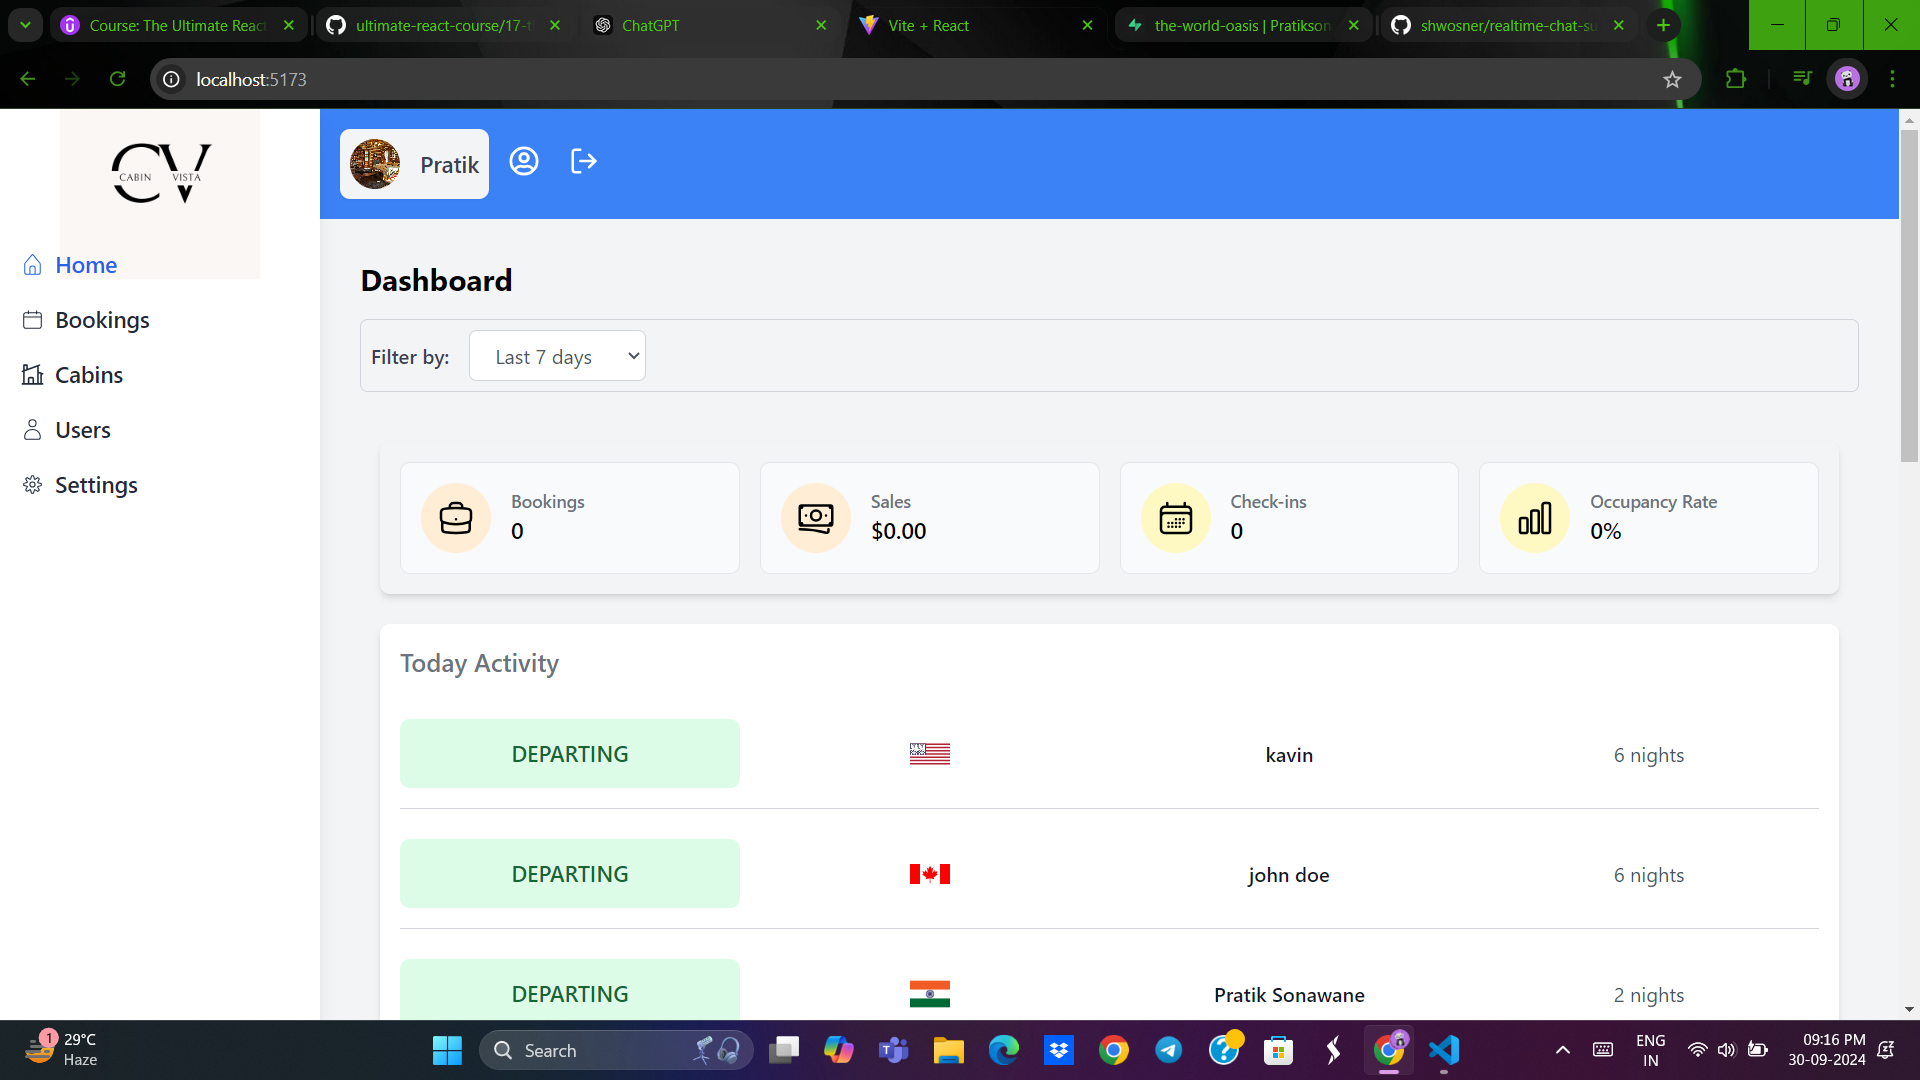 Course: The Ultimate React
ultimate-react-course/17-t
ChatGPT
Vite + React
the-world-oasis | Pratikson
shwosner/realtime-chat-su
localhost:5173
CV
CABIN VISTA
Pratik
Home
Bookings
Cabins
Users
Settings
Dashboard
Filter by: Last 7 days
Bookings
0
Sales
$0.00
Check-ins
0
Occupancy Rate
0%
Today Activity
DEPARTING kavin 6 nights
DEPARTING john doe 6 nights
DEPARTING Pratik Sonawane 2 nights
1
29°C
Haze
Search
ENG
IN
09:16 PM
30-09-2024